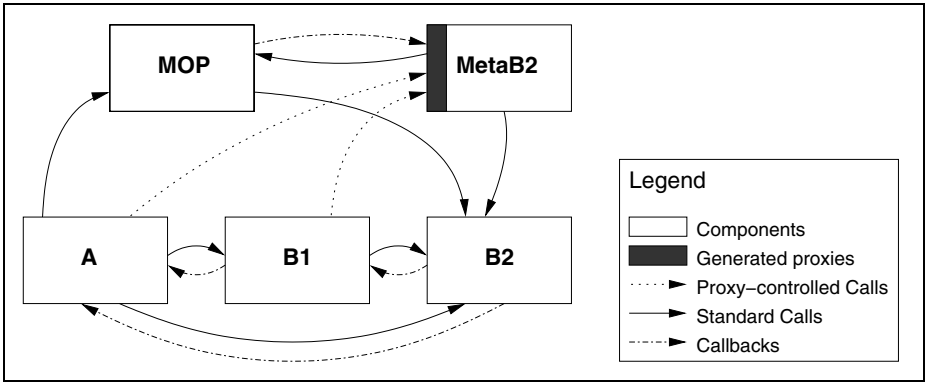 MOP
MetaB2
A
B1
B2
Legend
Components
Generated proxies
Proxy−controlled Calls
Standard Calls
Callbacks